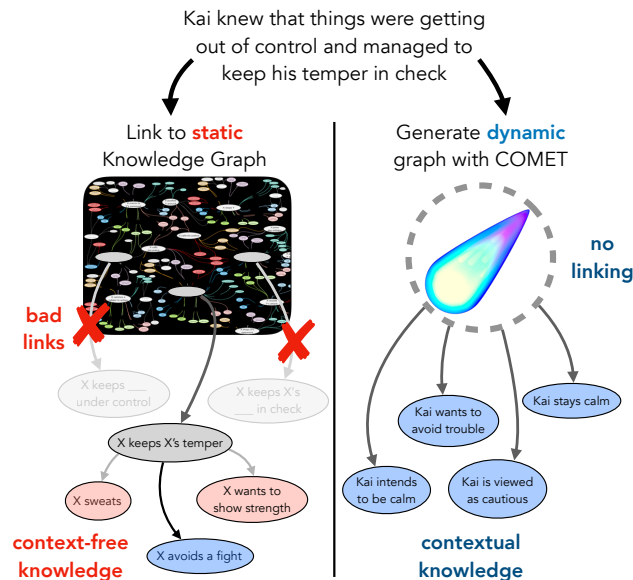 Kai knew that things were getting
out of control and managed to
keep his temper in check
Link to static
Knowledge Graph
bad
links
X keeps ___
under control
X keeps X's
___ in check
X keeps X's temper
X sweats
X wants to
show strength
X avoids a fight
context-free
knowledge
Generate dynamic
graph with COMET
no
linking
Kai stays calm
Kai wants to
avoid trouble
Kai intends
to be calm
Kai is viewed
as cautious
contextual
knowledge